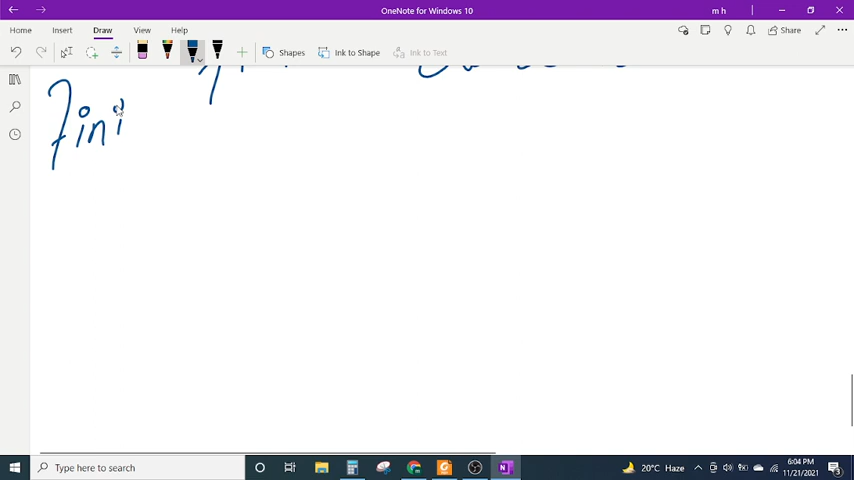 OneNote for Windows 10
m h
Home
Insert
Draw
View
Help
Share
Shapes
Ink to Shape
Ink to Text
Fini
Type here to search
20°C Haze
6:04 PM
11/21/2021
3